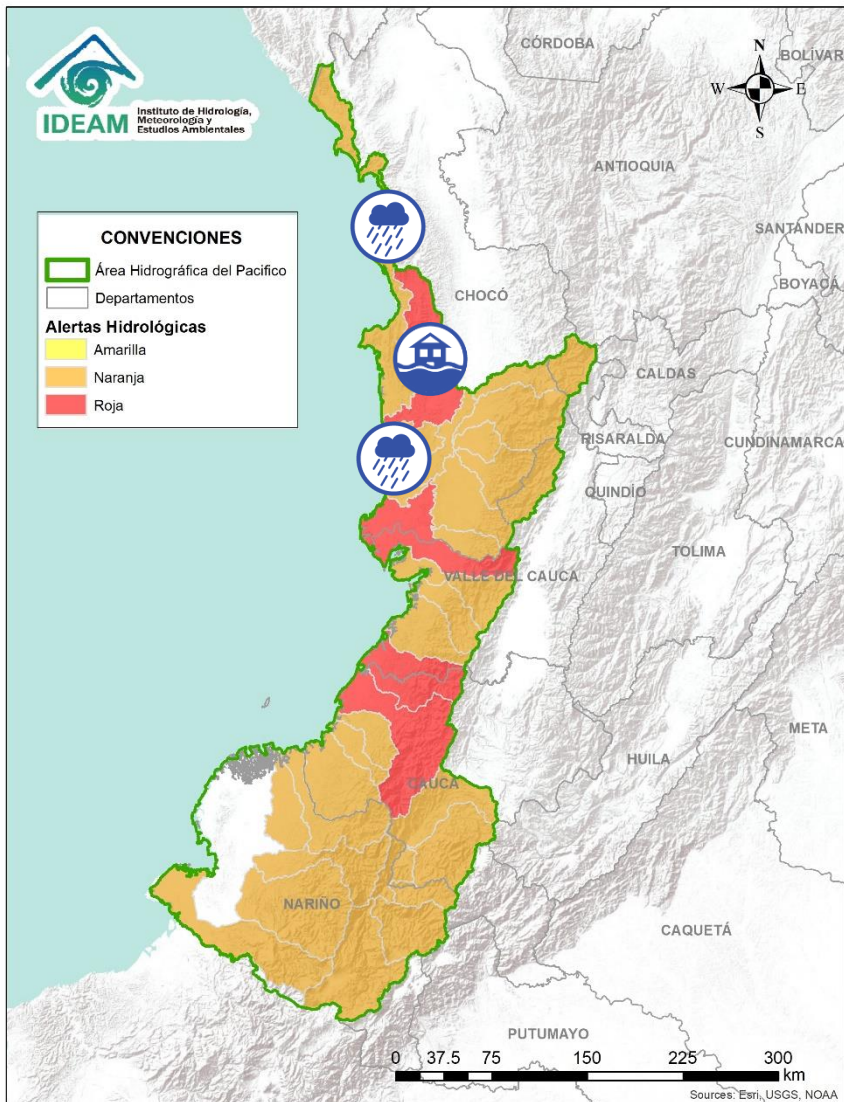 IDEAM
Instituto de Hidrología,
Meteorología y
Estudios Ambientales
CÓRDOBA
BOLÍVAR
N
W E
S
ANTIOQUIA
SANTANDER
BOYACÁ
CONVENCIONES
Área Hidrográfica del Pacifico
Departamentos
Alertas Hidrológicas
Amarilla
Naranja
Roja
CHOCÓ
CALDAS
RISARALDA
CUNDINAMARCA
QUINDÍO
TOLIMA
VALLE DEL CAUCA
META
HUILA
CAUCA
NARIÑO
CAQUETÁ
PUTUMAYO
0 37.5 75 150 225 300
km
Sources: Esri, USGS, NOAA